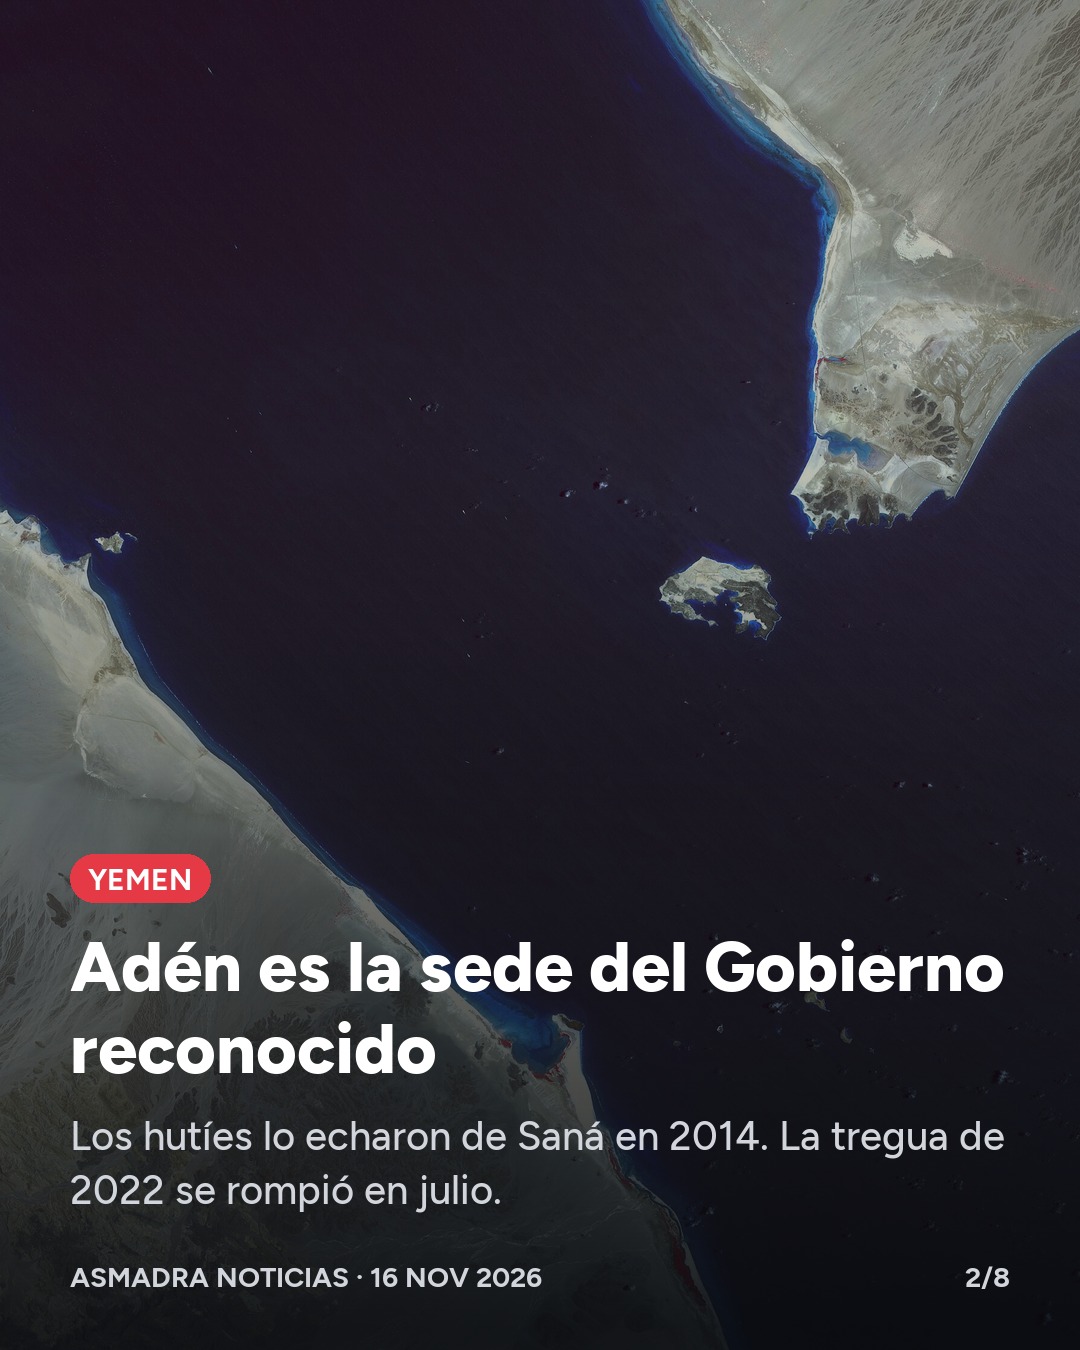 YEMEN
Adén es la sede del Gobierno
reconocido
Los hutíes lo echaron de Saná en 2014. La tregua de
2022 se rompió en julio.
ASMADRA NOTICIAS · 16 NOV 2026
2/8